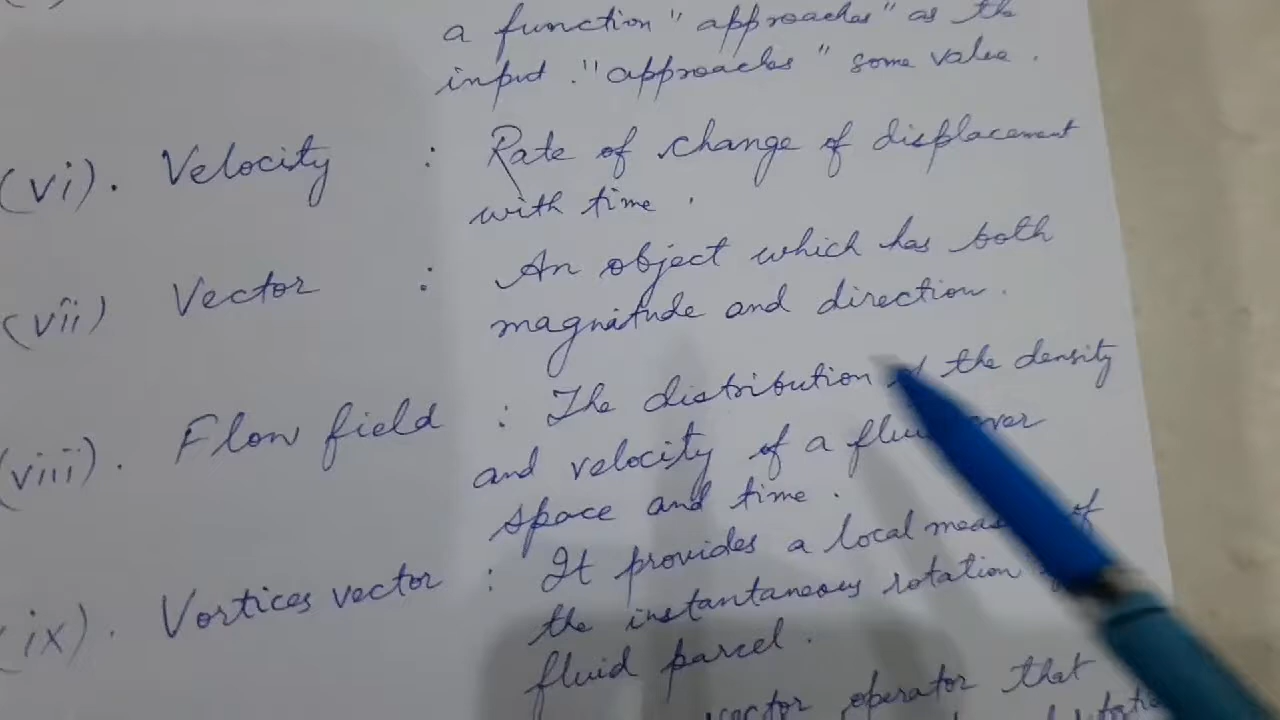 a function "approaches" as the
input "approaches" some value.
(vi). Velocity : Rate of change of displacement
with time.
(vii) Vector : An object which has both
magnitude and direction.
(viii). Flow field : The distribution the density
and velocity of a over
space and time.
(ix). Vortices vector : It provides a local of
the instantaneous rotation
fluid parcel.
vector operator that